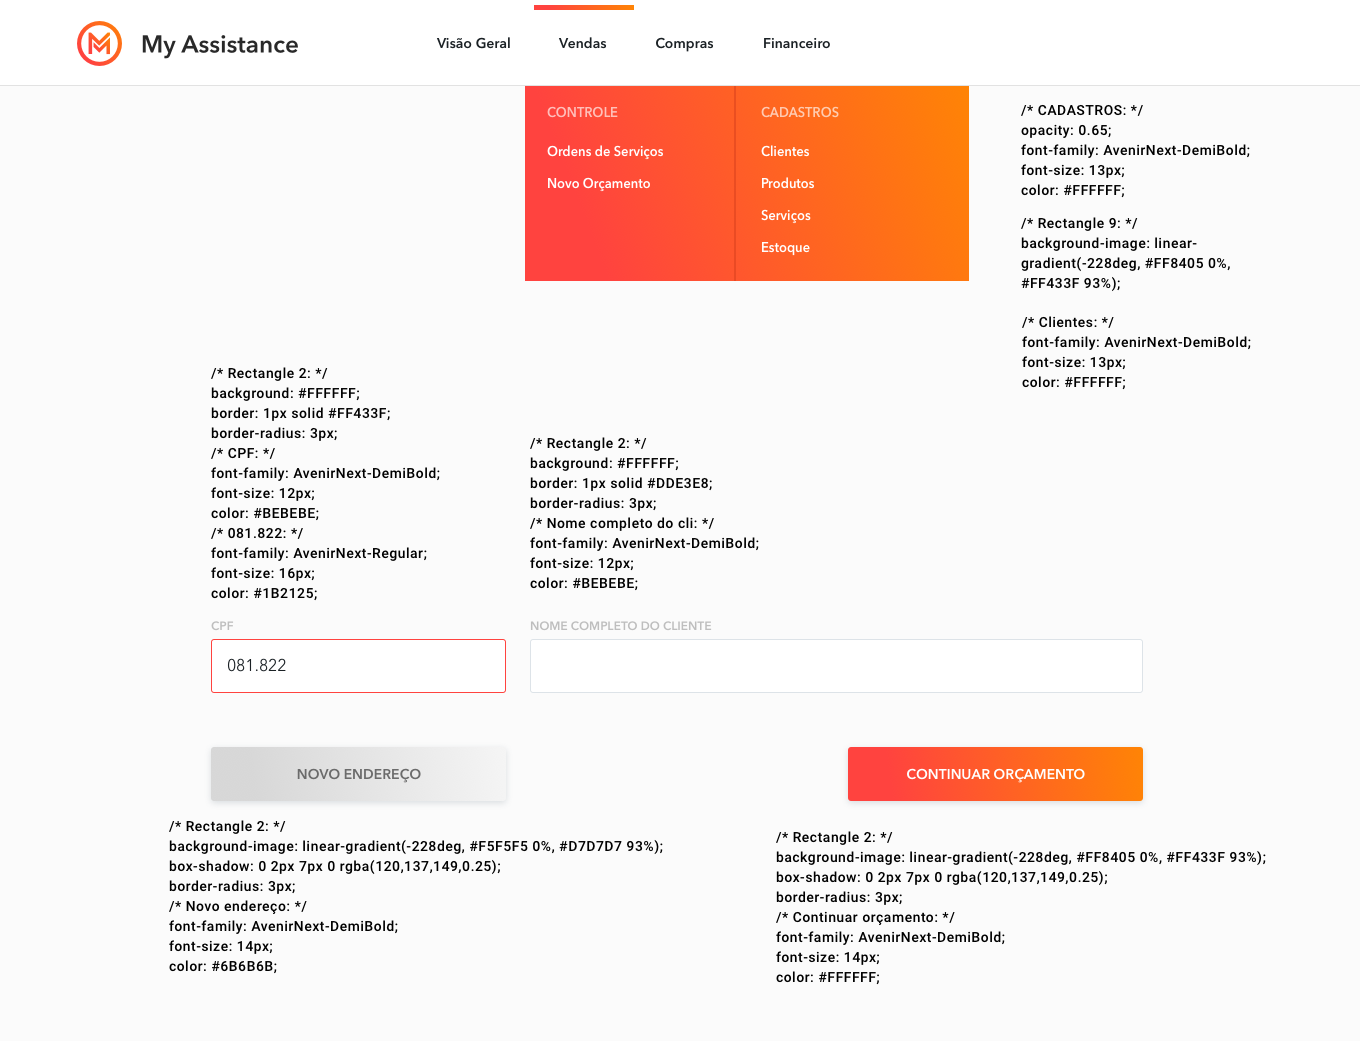 My Assistance
Visão Geral
Vendas
Compras
Financeiro
CONTROLE
Ordens de Serviços
Novo Orçamento
CADASTROS
Clientes
Produtos
Serviços
Estoque
/* CADASTROS: */
opacity: 0.65;
font-family: AvenirNext-DemiBold;
font-size: 13px;
color: #FFFFFF;
/* Rectangle 9: */
background-image: linear-
gradient(-228deg, #FF8405 0%,
#FF433F 93%);
/* Clientes: */
font-family: AvenirNext-DemiBold;
font-size: 13px;
color: #FFFFFF;
/* Rectangle 2: */
background: #FFFFFF;
border: 1px solid #FF433F;
border-radius: 3px;
/* CPF: */
font-family: AvenirNext-DemiBold;
font-size: 12px;
color: #BEBEBE;
/* 081.822: */
font-family: AvenirNext-Regular;
font-size: 16px;
color: #1B2125;
/* Rectangle 2: */
background: #FFFFFF;
border: 1px solid #DDE3E8;
border-radius: 3px;
/* Nome completo do cli: */
font-family: AvenirNext-DemiBold;
font-size: 12px;
color: #BEBEBE;
CPF
081.822
NOME COMPLETO DO CLIENTE
NOVO ENDEREÇO
CONTINUAR ORÇAMENTO
/* Rectangle 2: */
background-image: linear-gradient(-228deg, #F5F5F5 0%, #D7D7D7 93%);
box-shadow: 0 2px 7px 0 rgba(120,137,149,0.25);
border-radius: 3px;
/* Novo endereço: */
font-family: AvenirNext-DemiBold;
font-size: 14px;
color: #6B6B6B;
/* Rectangle 2: */
background-image: linear-gradient(-228deg, #FF8405 0%, #FF433F 93%);
box-shadow: 0 2px 7px 0 rgba(120,137,149,0.25);
border-radius: 3px;
/* Continuar orçamento: */
font-family: AvenirNext-DemiBold;
font-size: 14px;
color: #FFFFFF;